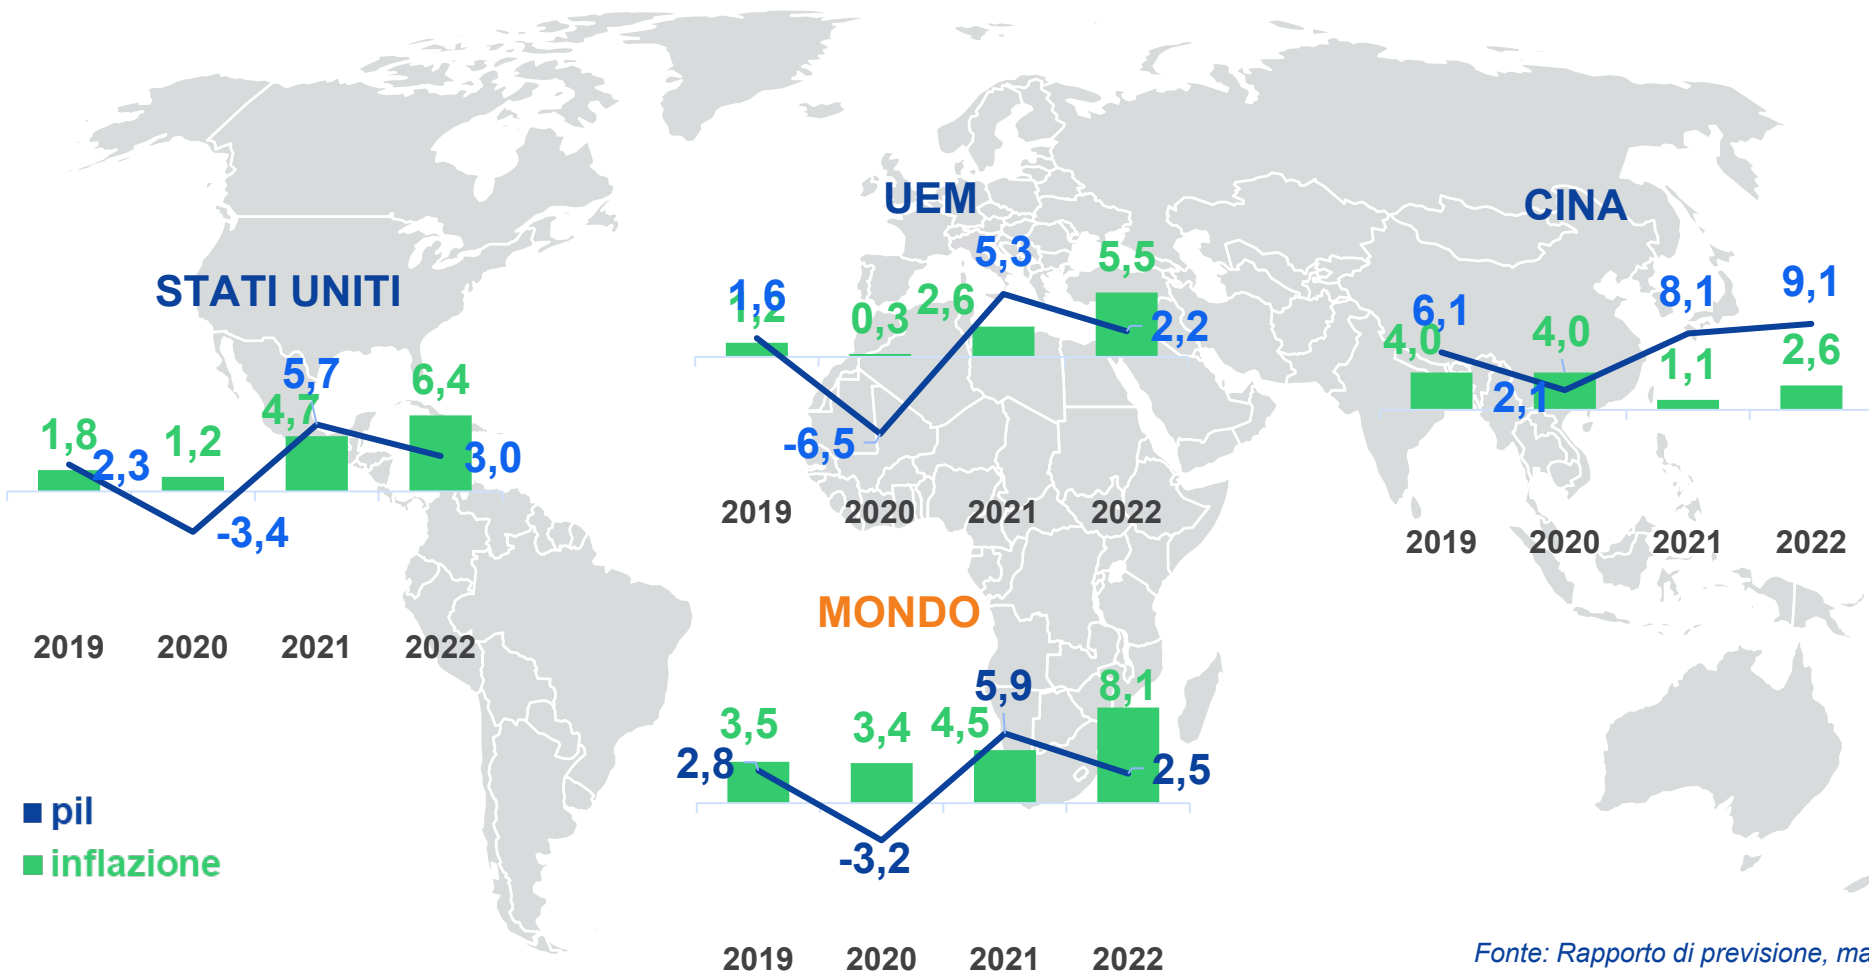 UEM
CINA
STATI UNITI
5,3
5,5
1,6
1,2
0,3
2,6
2,2
-6,5
2019 2020 2021 2022
6,1
8,1
9,1
4,0
4,0
2,1
1,1
2,6
2019 2020 2021 2022
5,7
6,4
4,7
1,8
2,3
1,2
3,0
-3,4
2019 2020 2021 2022
MONDO
5,9
8,1
3,5
3,4
4,5
2,8
2,5
-3,2
2019 2020 2021 2022
pil
inflazione
Fonte: Rapporto di previsione, ma